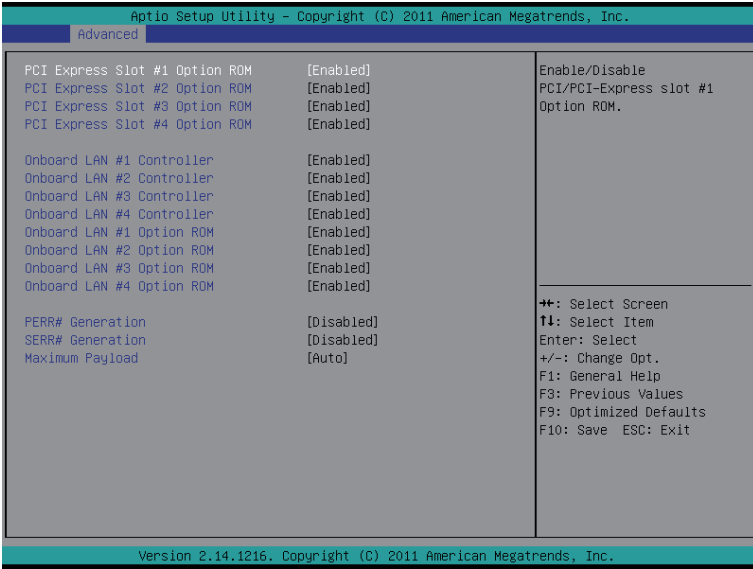 Aptio Setup Utility – Copyright (C) 2011 American Megatrends, Inc.
Advanced
PCI Express Slot #1 Option ROM [Enabled]
PCI Express Slot #2 Option ROM [Enabled]
PCI Express Slot #3 Option ROM [Enabled]
PCI Express Slot #4 Option ROM [Enabled]
Onboard LAN #1 Controller [Enabled]
Onboard LAN #2 Controller [Enabled]
Onboard LAN #3 Controller [Enabled]
Onboard LAN #4 Controller [Enabled]
Onboard LAN #1 Option ROM [Enabled]
Onboard LAN #2 Option ROM [Enabled]
Onboard LAN #3 Option ROM [Enabled]
Onboard LAN #4 Option ROM [Enabled]
PERR# Generation [Disabled]
SERR# Generation [Disabled]
Maximum Payload [Auto]
Enable/Disable
PCI/PCI-Express slot #1
Option ROM.
→←: Select Screen
↑↓: Select Item
Enter: Select
+/-: Change Opt.
F1: General Help
F3: Previous Values
F9: Optimized Defaults
F10: Save ESC: Exit
Version 2.14.1216. Copyright (C) 2011 American Megatrends, Inc.